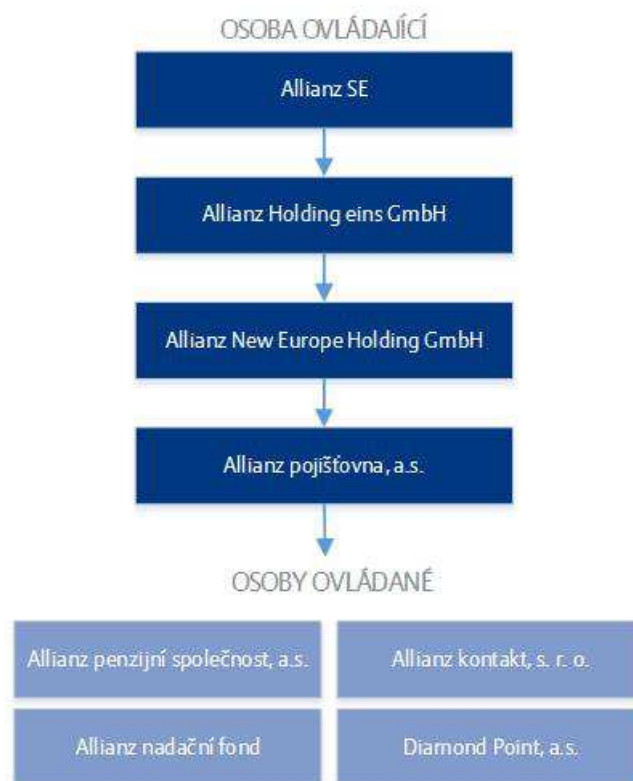 OSOBA OVLÁDAJÍCÍ
Allianz SE
Allianz Holding eins GmbH
Allianz New Europe Holding GmbH
Allianz pojišťovna, a.s.
OSOBY OVLÁDANÉ
Allianz penzijní společnost, a.s.
Allianz kontakt, s. r. o.
Allianz nadační fond
Diamond Point, a.s.